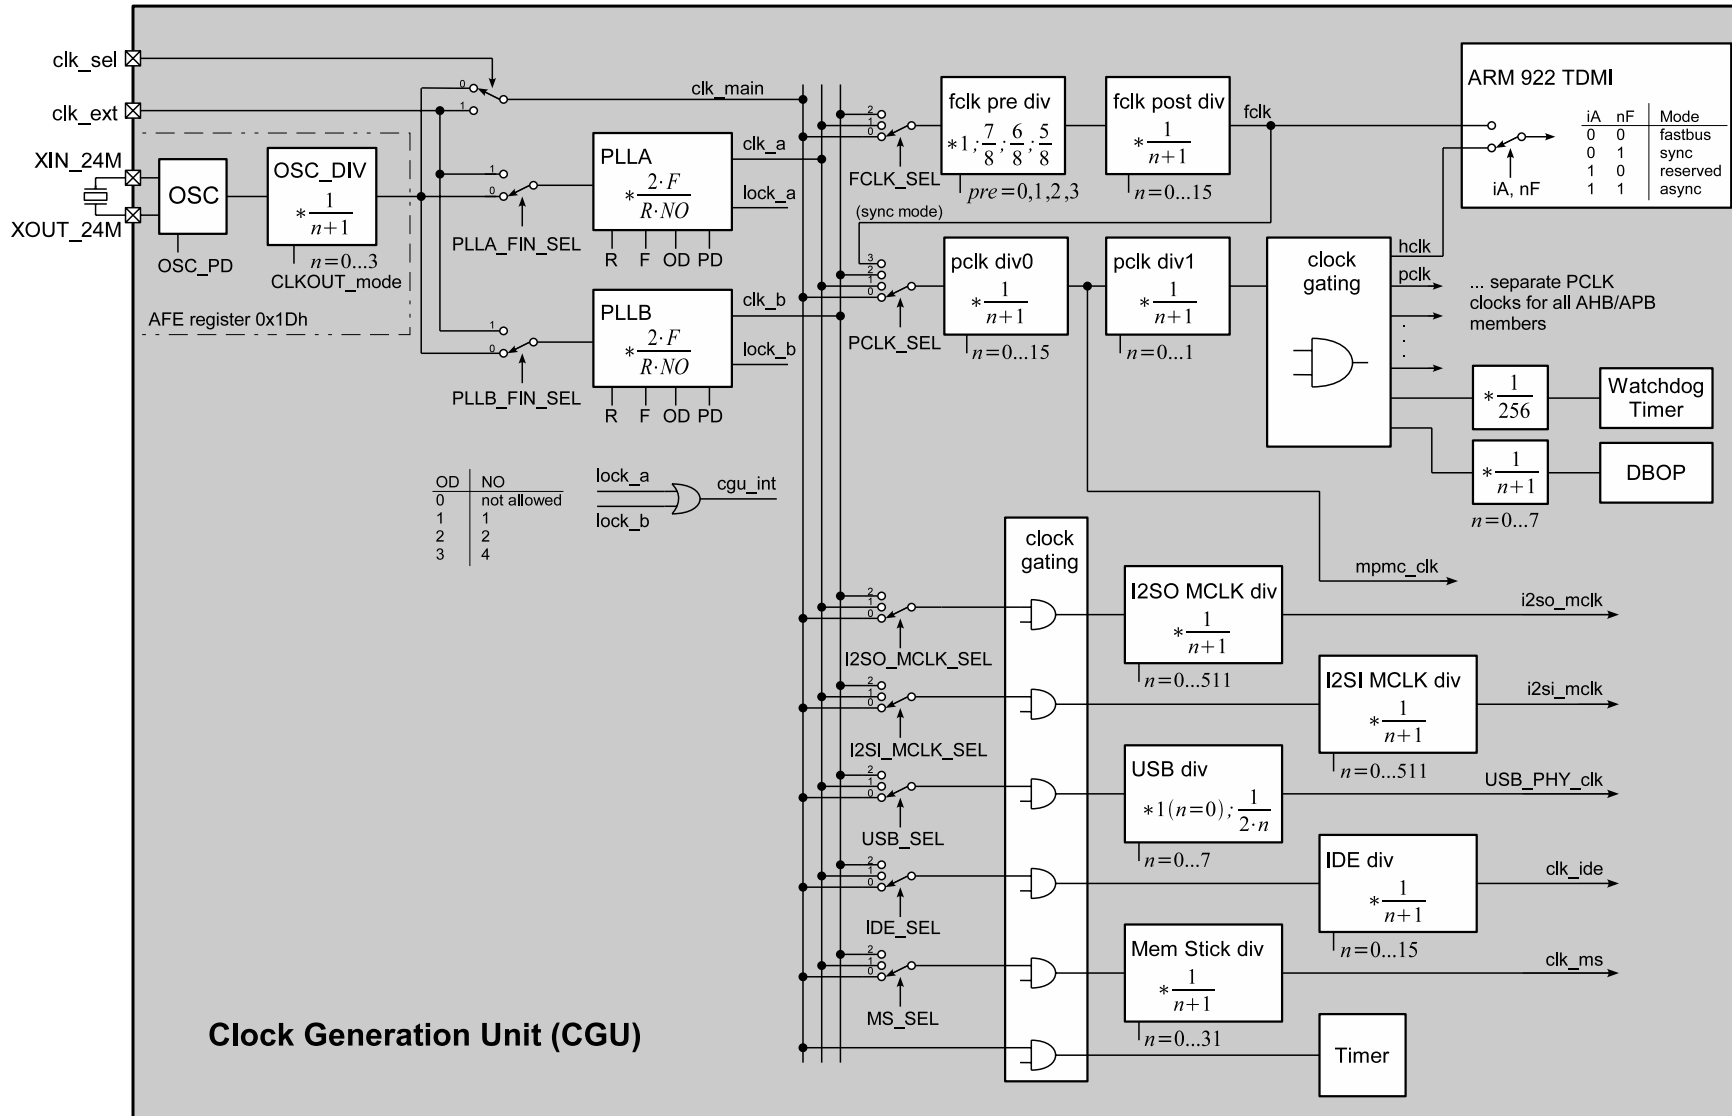 clk_sel
clk_ext
XIN_24M
XOUT_24M
OSC
OSC_PD
OSC_DIV
* 1
n+1
n=0...3
CLKOUT_mode
AFE register 0x1Dh
0
1
clk_main
1
0
PLLA_FIN_SEL
PLLA
* 2·F
R·NO
R F OD PD
clk_a
lock_a
1
0
PLLB_FIN_SEL
PLLB
* 2·F
R·NO
R F OD PD
clk_b
lock_b
OD NO
0 not allowed
1 1
2 2
3 4
lock_a
lock_b
cgu_int
2
1
0
FCLK_SEL
fclk pre div
*1; 7/8; 6/8; 5/8
pre=0,1,2,3
fclk post div
* 1
n+1
n=0...15
fclk
(sync mode)
3
2
1
0
PCLK_SEL
pclk div0
* 1
n+1
n=0...15
pclk div1
* 1
n+1
n=0...1
clock
gating
ARM 922 TDMI
iA nF Mode
0 0 fastbus
0 1 sync
1 0 reserved
1 1 async
iA, nF
hclk
pclk
... separate PCLK
clocks for all AHB/APB
members
* 1
256
Watchdog
Timer
* 1
n+1
n=0...7
DBOP
mpmc_clk
clock
gating
2
1
0
I2SO_MCLK_SEL
I2SO MCLK div
* 1
n+1
n=0...511
i2so_mclk
2
1
0
I2SI_MCLK_SEL
I2SI MCLK div
* 1
n+1
n=0...511
i2si_mclk
2
1
0
USB_SEL
USB div
*1(n=0); 1
2·n
n=0...7
USB_PHY_clk
2
1
0
IDE_SEL
IDE div
* 1
n+1
n=0...15
clk_ide
2
1
0
MS_SEL
Mem Stick div
* 1
n+1
n=0...31
clk_ms
Timer
Clock Generation Unit (CGU)